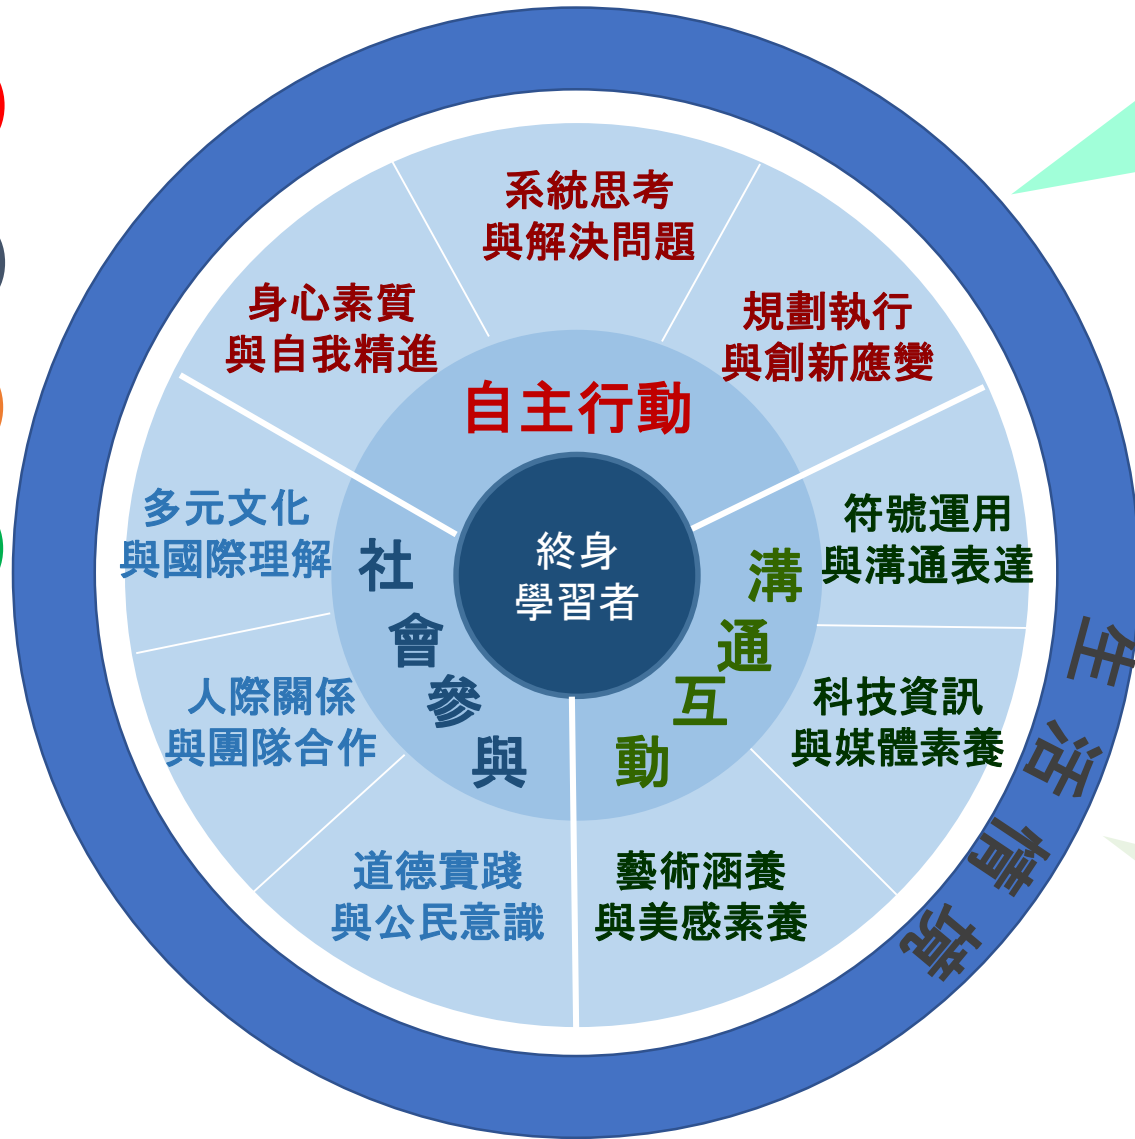 系統思考
與解決問題
身心素質
與自我精進
規劃執行
與創新應變
自主行動
多元文化
與國際理解
符號運用
與溝通表達
終身
學習者
社會參與
溝通互動
人際關係
與團隊合作
科技資訊
與媒體素養
道德實踐
與公民意識
藝術涵養
與美感素養
生活情境